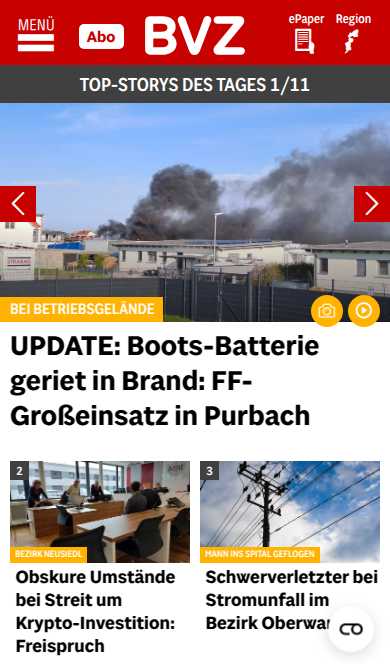 MENÜ
Abo
BVZ
ePaper
Region
TOP-STORYS DES TAGES 1/11
BEI BETRIEBSGELÄNDE
UPDATE: Boots-Batterie
geriet in Brand: FF-
Großeinsatz in Purbach
2
BEZIRK NEUSIEDL
Obskure Umstände
bei Streit um
Krypto-Investition:
Freispruch
3
MANN INS SPITAL GEFLOGEN
Schwerverletzter bei
Stromunfall im
Bezirk